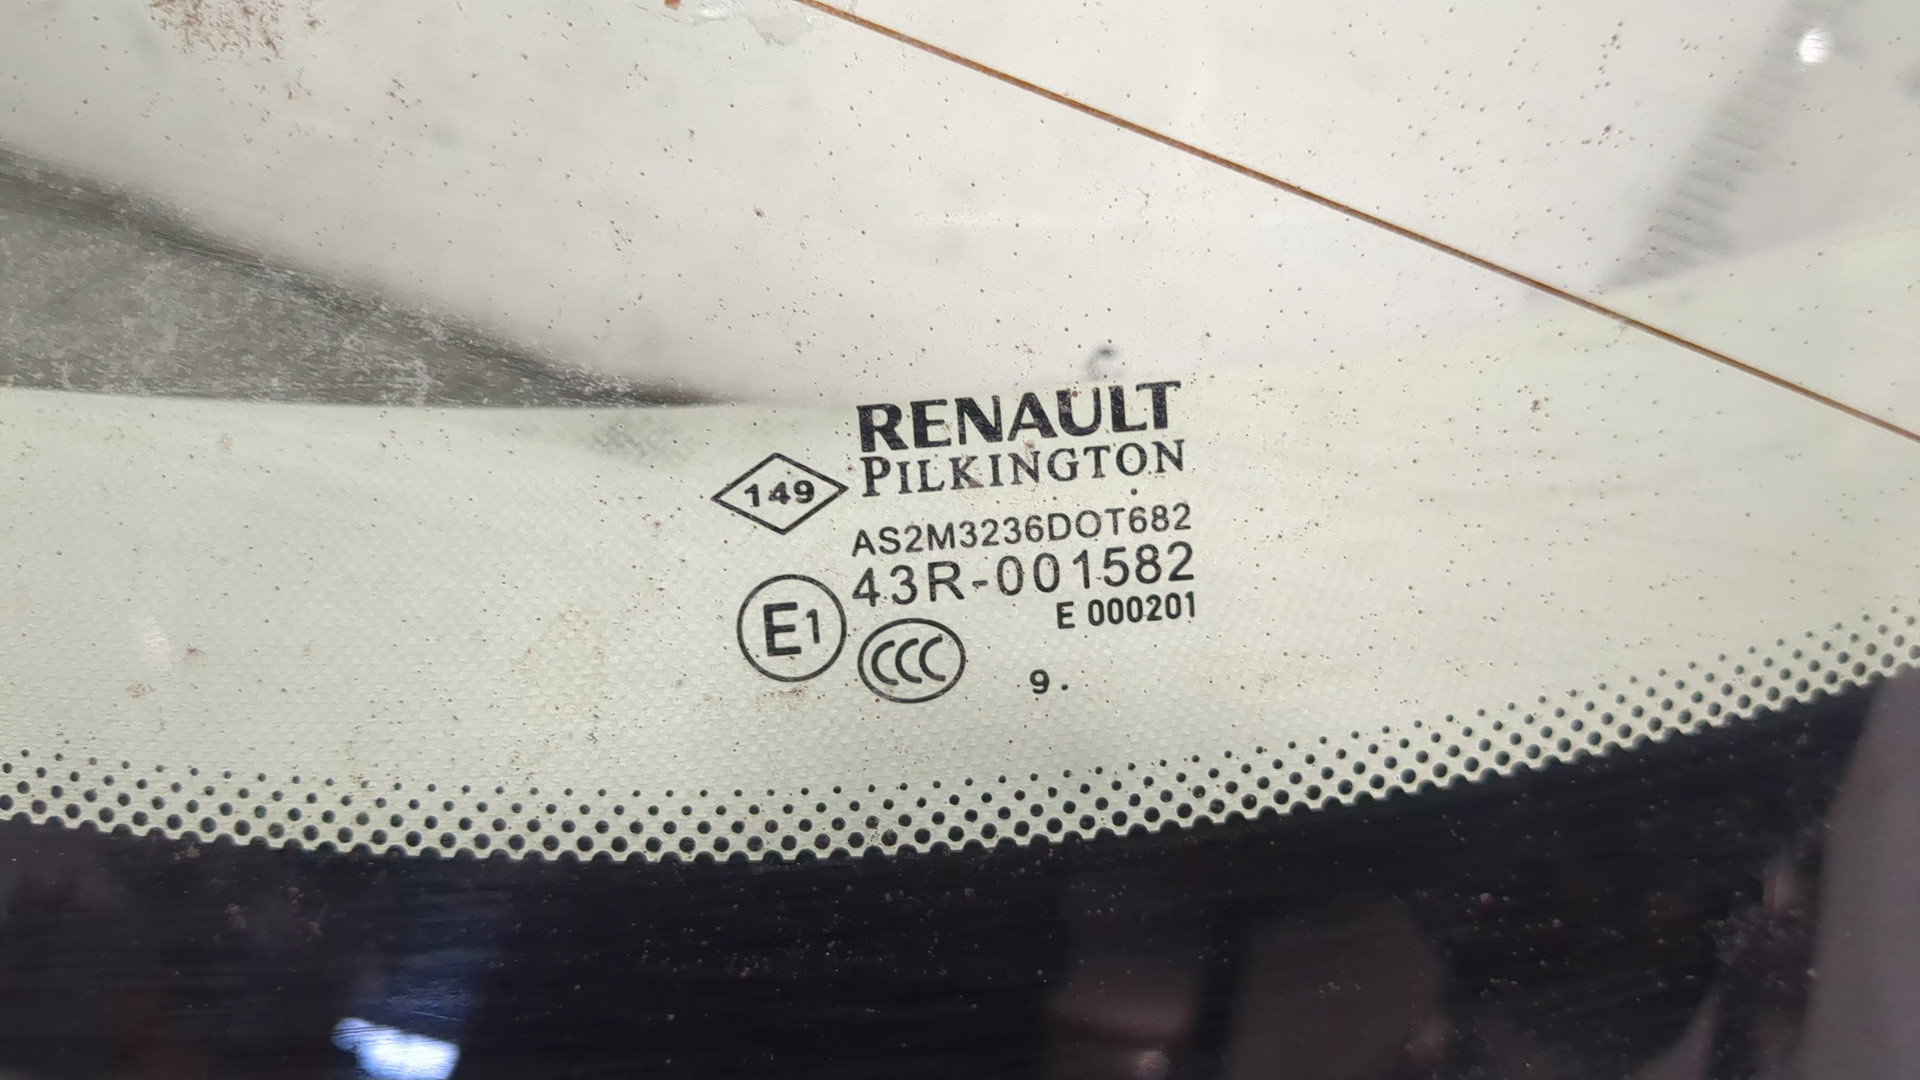 RENAULT
PILKINGTON
149
AS2M3236DOT682
43R-001582
E1
E 000201
CCC
9.